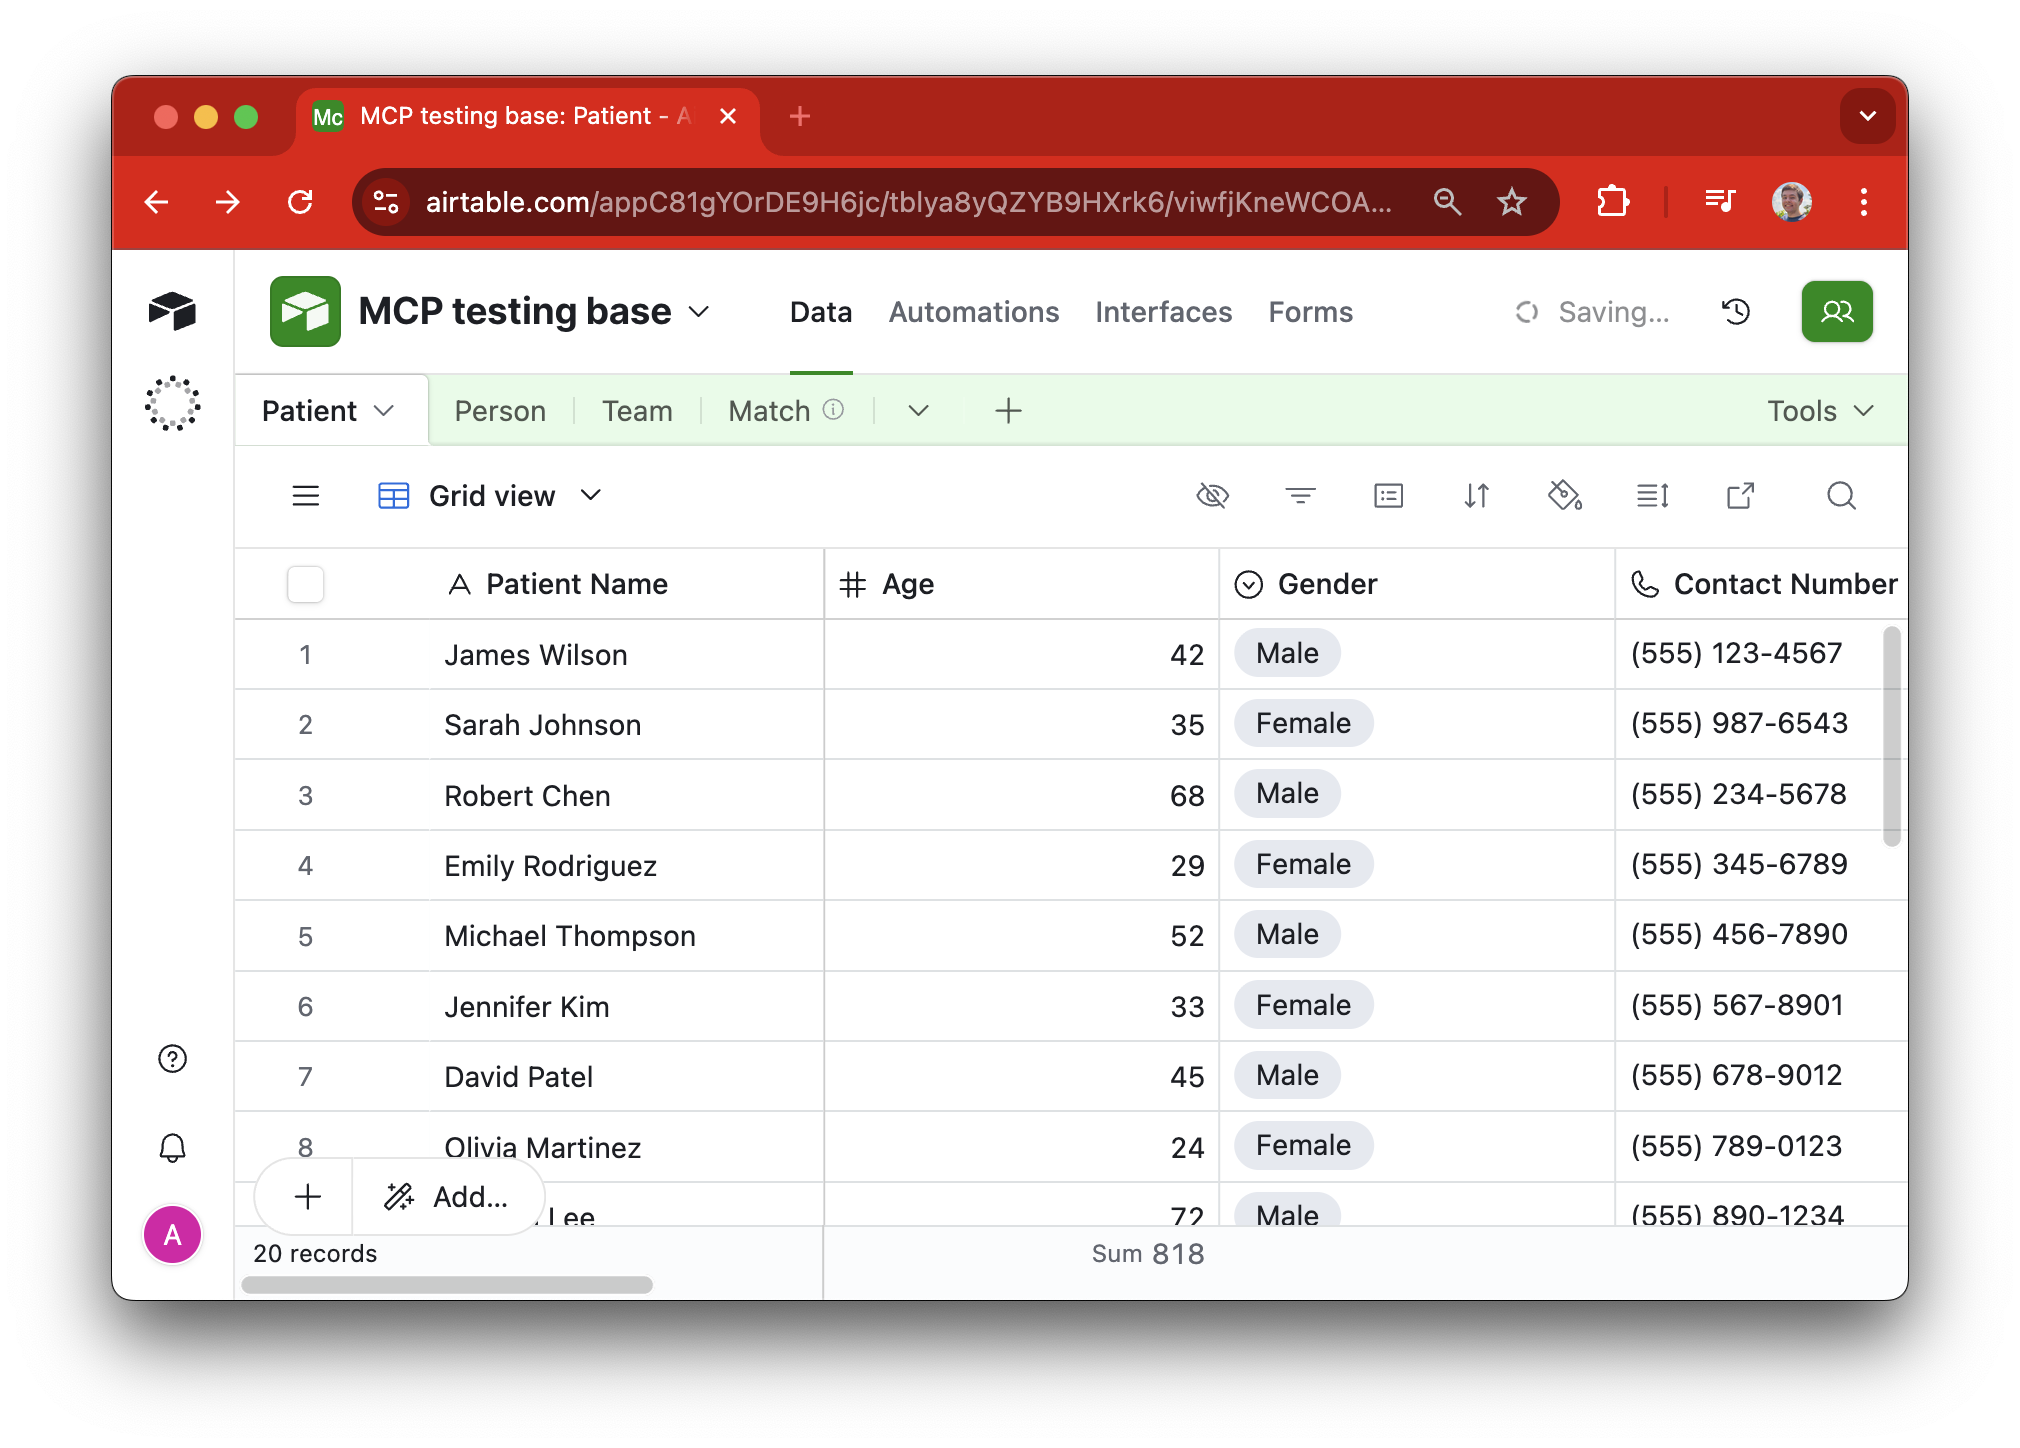 Mc MCP testing base: Patient - A
airtable.com/appC81gYOrDE9H6jc/tblya8yQZYB9HXrk6/viwfjKneWCOA...
MCP testing base Data Automations Interfaces Forms Saving...
Patient Person Team Match Tools
Grid view
Patient Name Age Gender Contact Number
1 James Wilson 42 Male (555) 123-4567
2 Sarah Johnson 35 Female (555) 987-6543
3 Robert Chen 68 Male (555) 234-5678
4 Emily Rodriguez 29 Female (555) 345-6789
5 Michael Thompson 52 Male (555) 456-7890
6 Jennifer Kim 33 Female (555) 567-8901
7 David Patel 45 Male (555) 678-9012
8 Olivia Martinez 24 Female (555) 789-0123
Lee 72 Male (555) 890-1234
Add...
A
20 records Sum 818